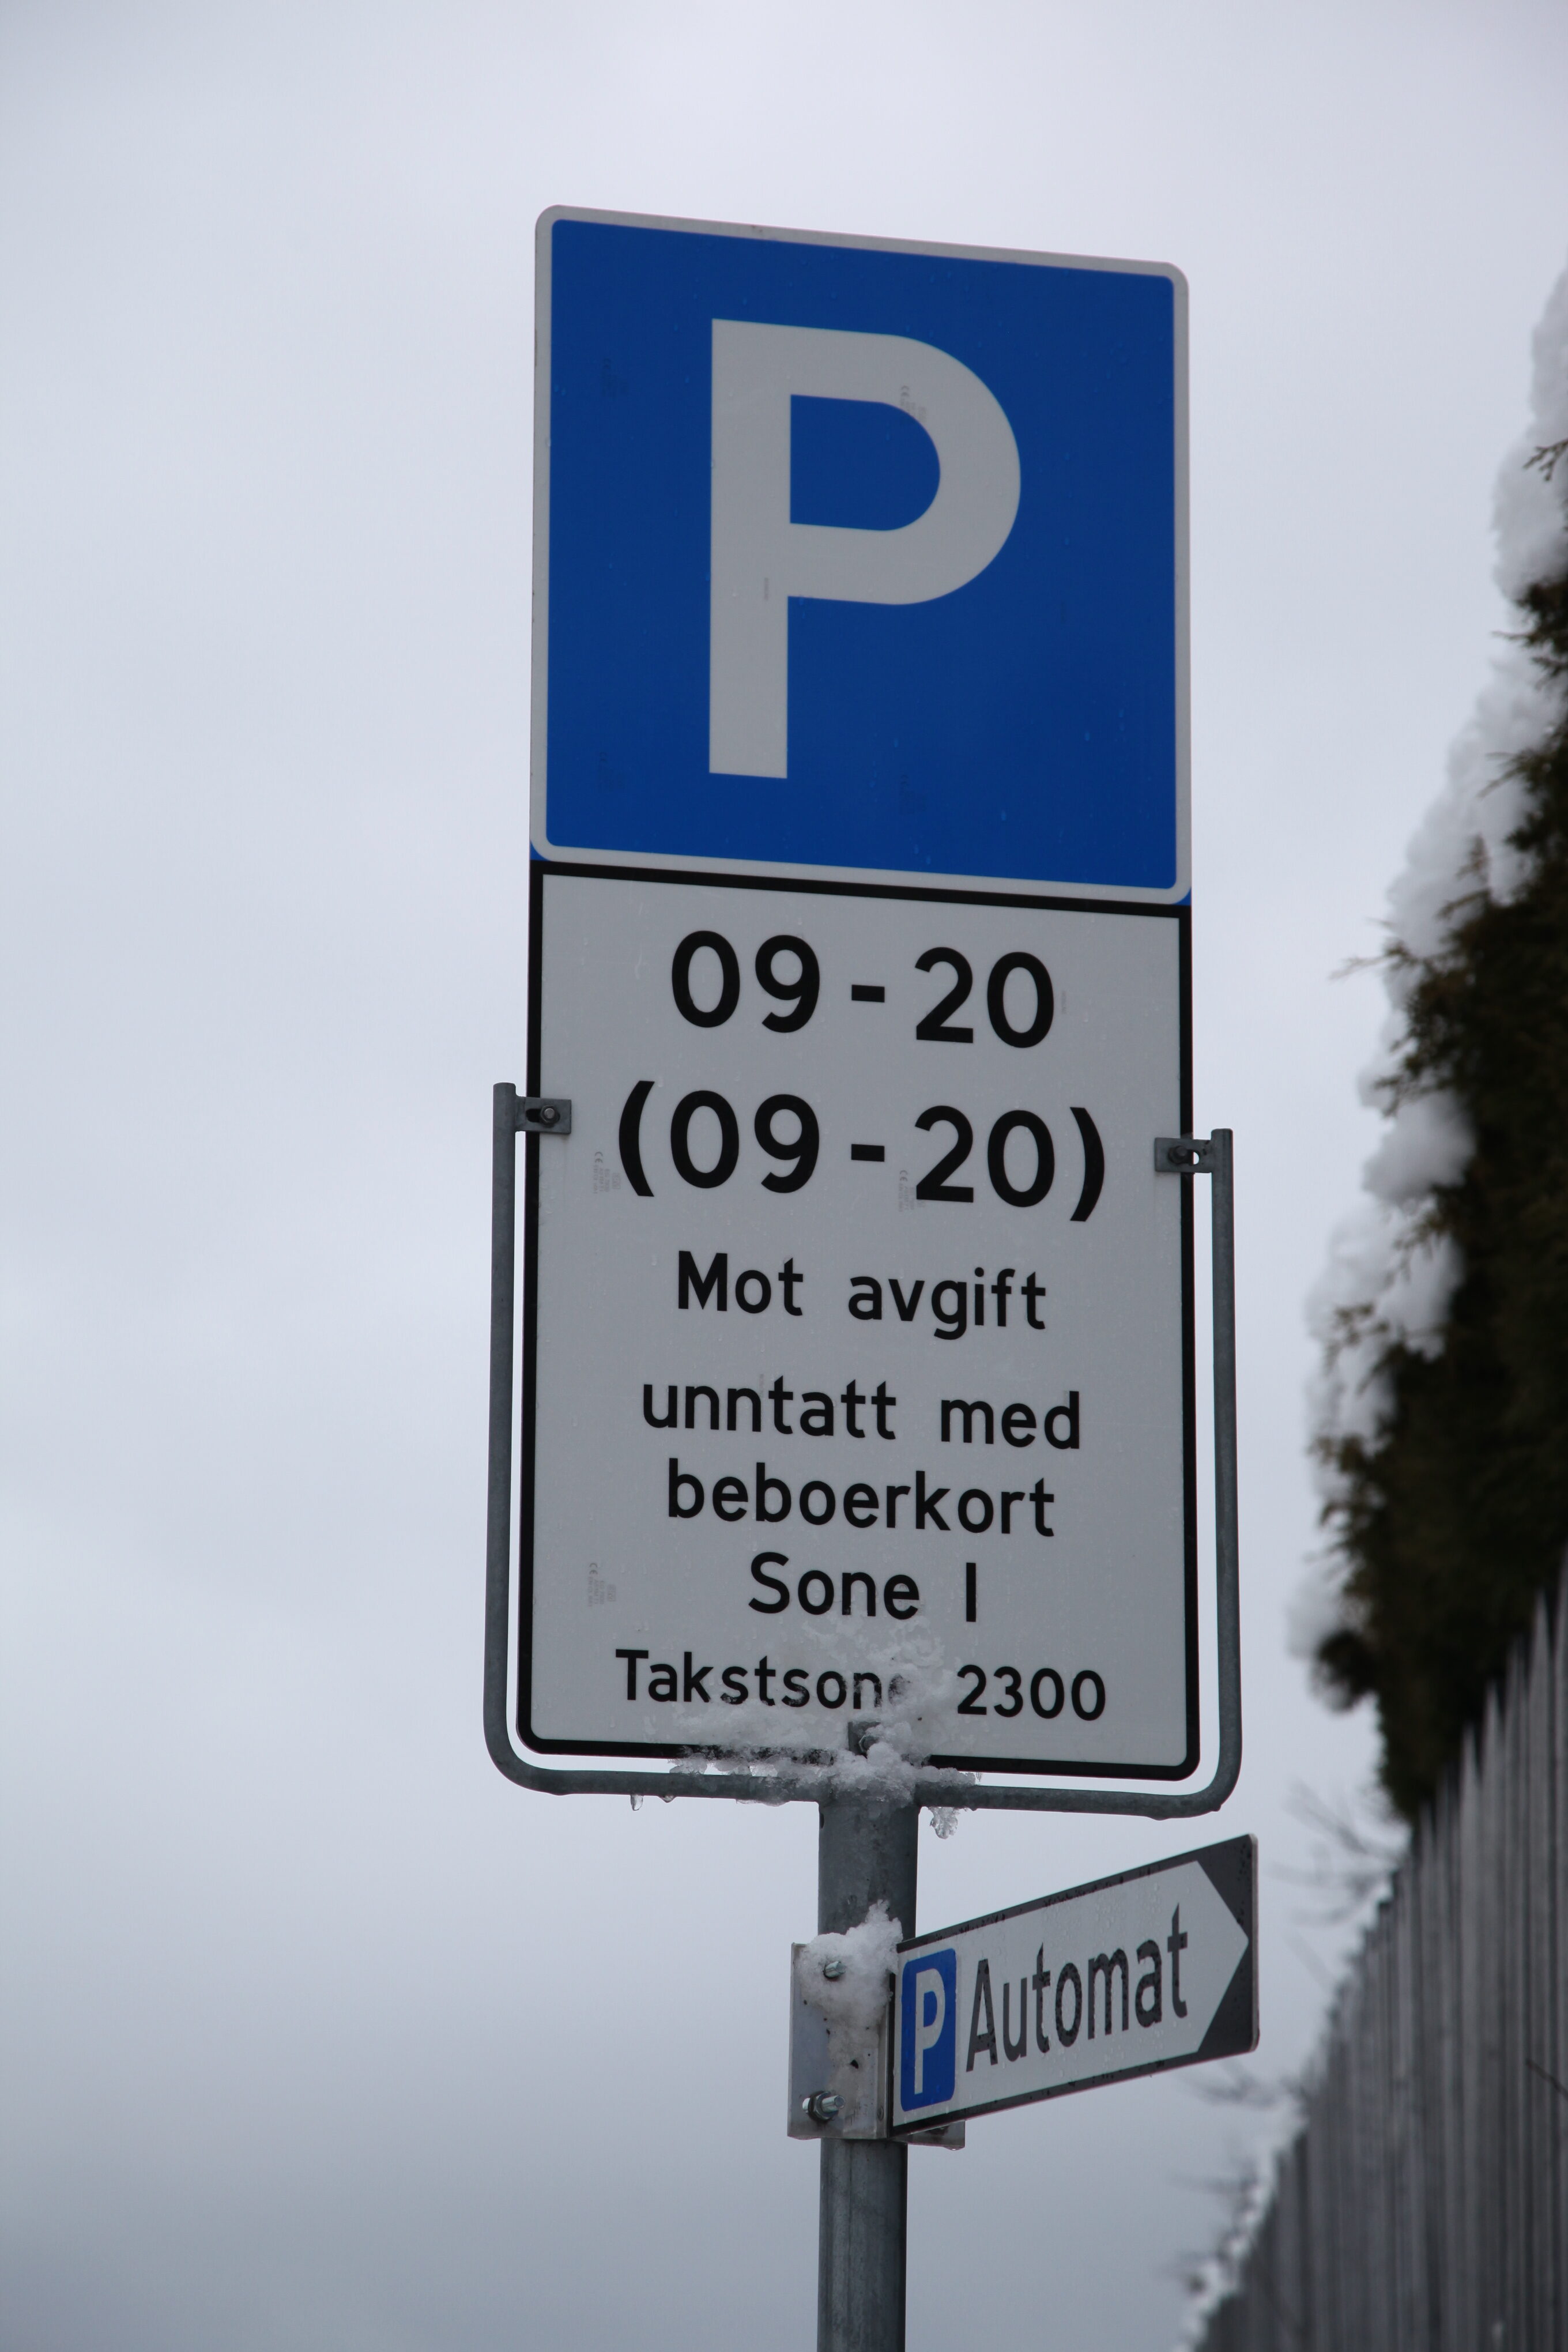 P
09-20
(09-20)
Mot avgift
unntatt med
beboerkort
Sone I
Takstsone 2300
P Automat